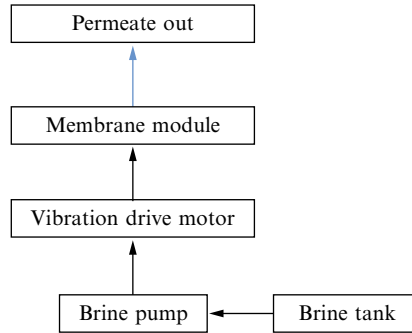 Permeate out
Membrane module
Vibration drive motor
Brine pump
Brine tank